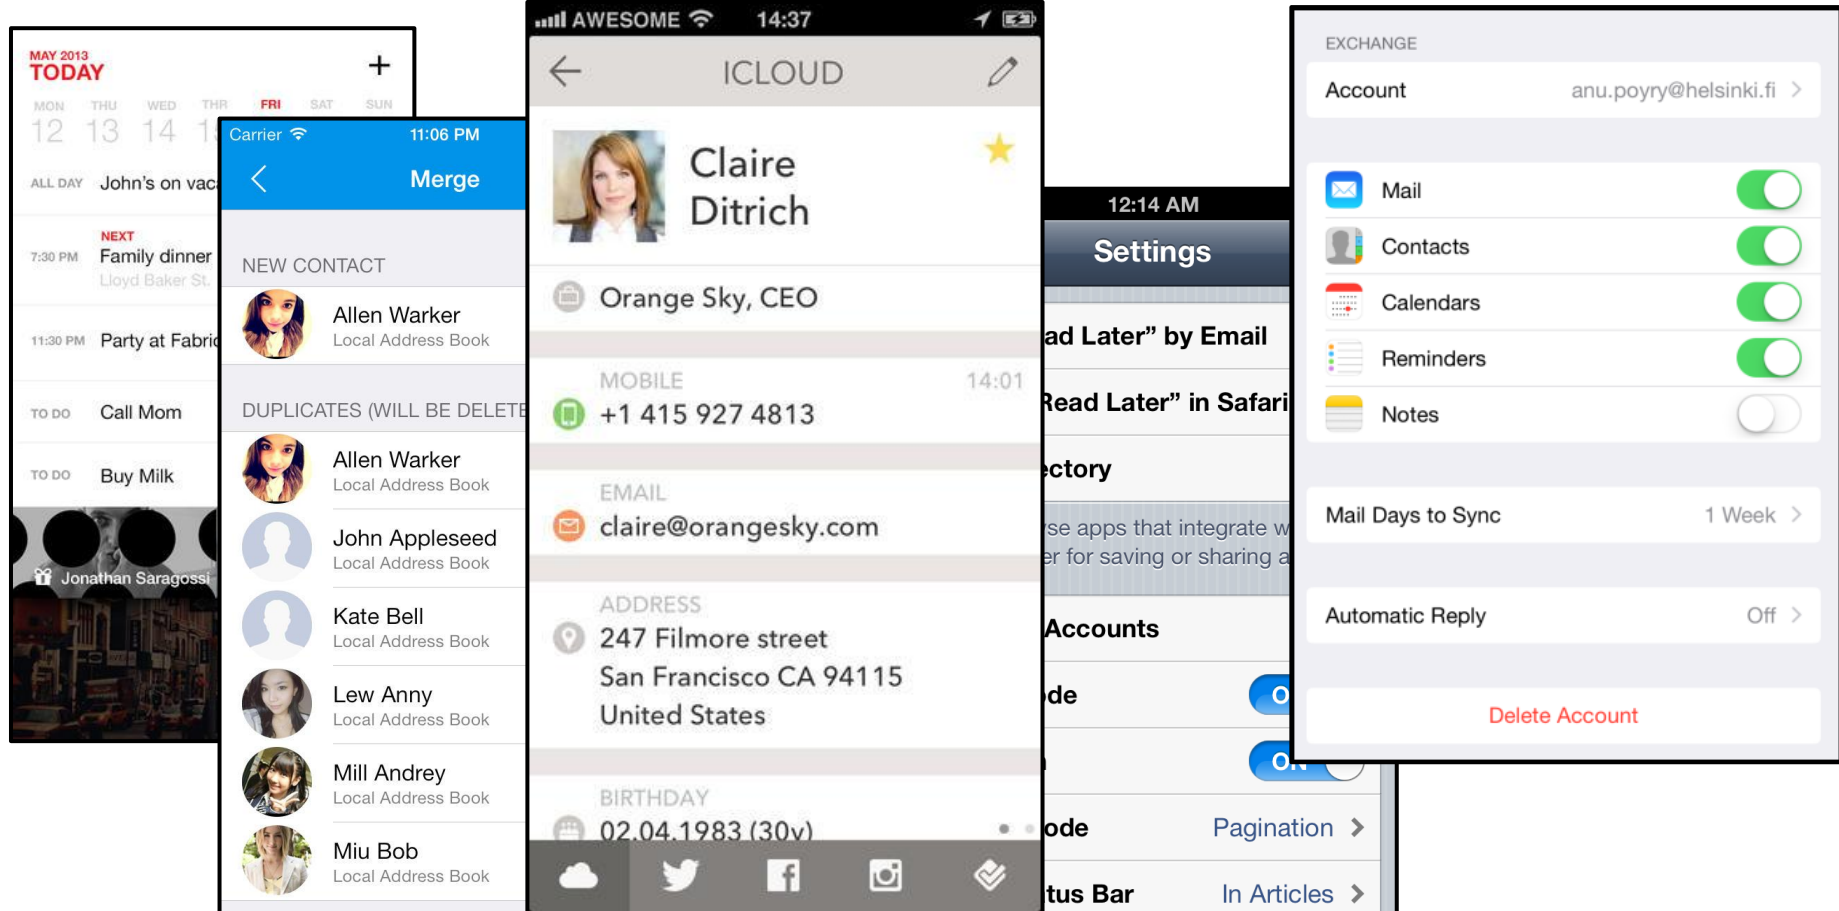 MAY 2013
TODAY
+
MON THU WED THR FRI SAT SUN
12 13 14
ALL DAY John's on vac
NEXT
7:30 PM Family dinner
Lloyd Baker St.
11:30 PM Party at Fabric
TO DO Call Mom
TO DO Buy Milk
Jonathan Saragossi
Carrier 11:06 PM
Merge
NEW CONTACT
Allen Warker
Local Address Book
DUPLICATES (WILL BE DELETE
Allen Warker
Local Address Book
John Appleseed
Local Address Book
Kate Bell
Local Address Book
Lew Anny
Local Address Book
Mill Andrey
Local Address Book
Miu Bob
Local Address Book
AWESOME 14:37
ICLOUD
Claire
Ditrich
Orange Sky, CEO
MOBILE 14:01
+1 415 927 4813
EMAIL
claire@orangesky.com
ADDRESS
247 Filmore street
San Francisco CA 94115
United States
BIRTHDAY
02.04.1983 (30y)
12:14 AM
Settings
ad Later” by Email
Read Later” in Safari
ectory
se apps that integrate w
er for saving or sharing a
Accounts
de
ON
ode Pagination
tus Bar In Articles
EXCHANGE
Account anu.poyry@helsinki.fi
Mail
Contacts
Calendars
Reminders
Notes
Mail Days to Sync 1 Week
Automatic Reply Off
Delete Account